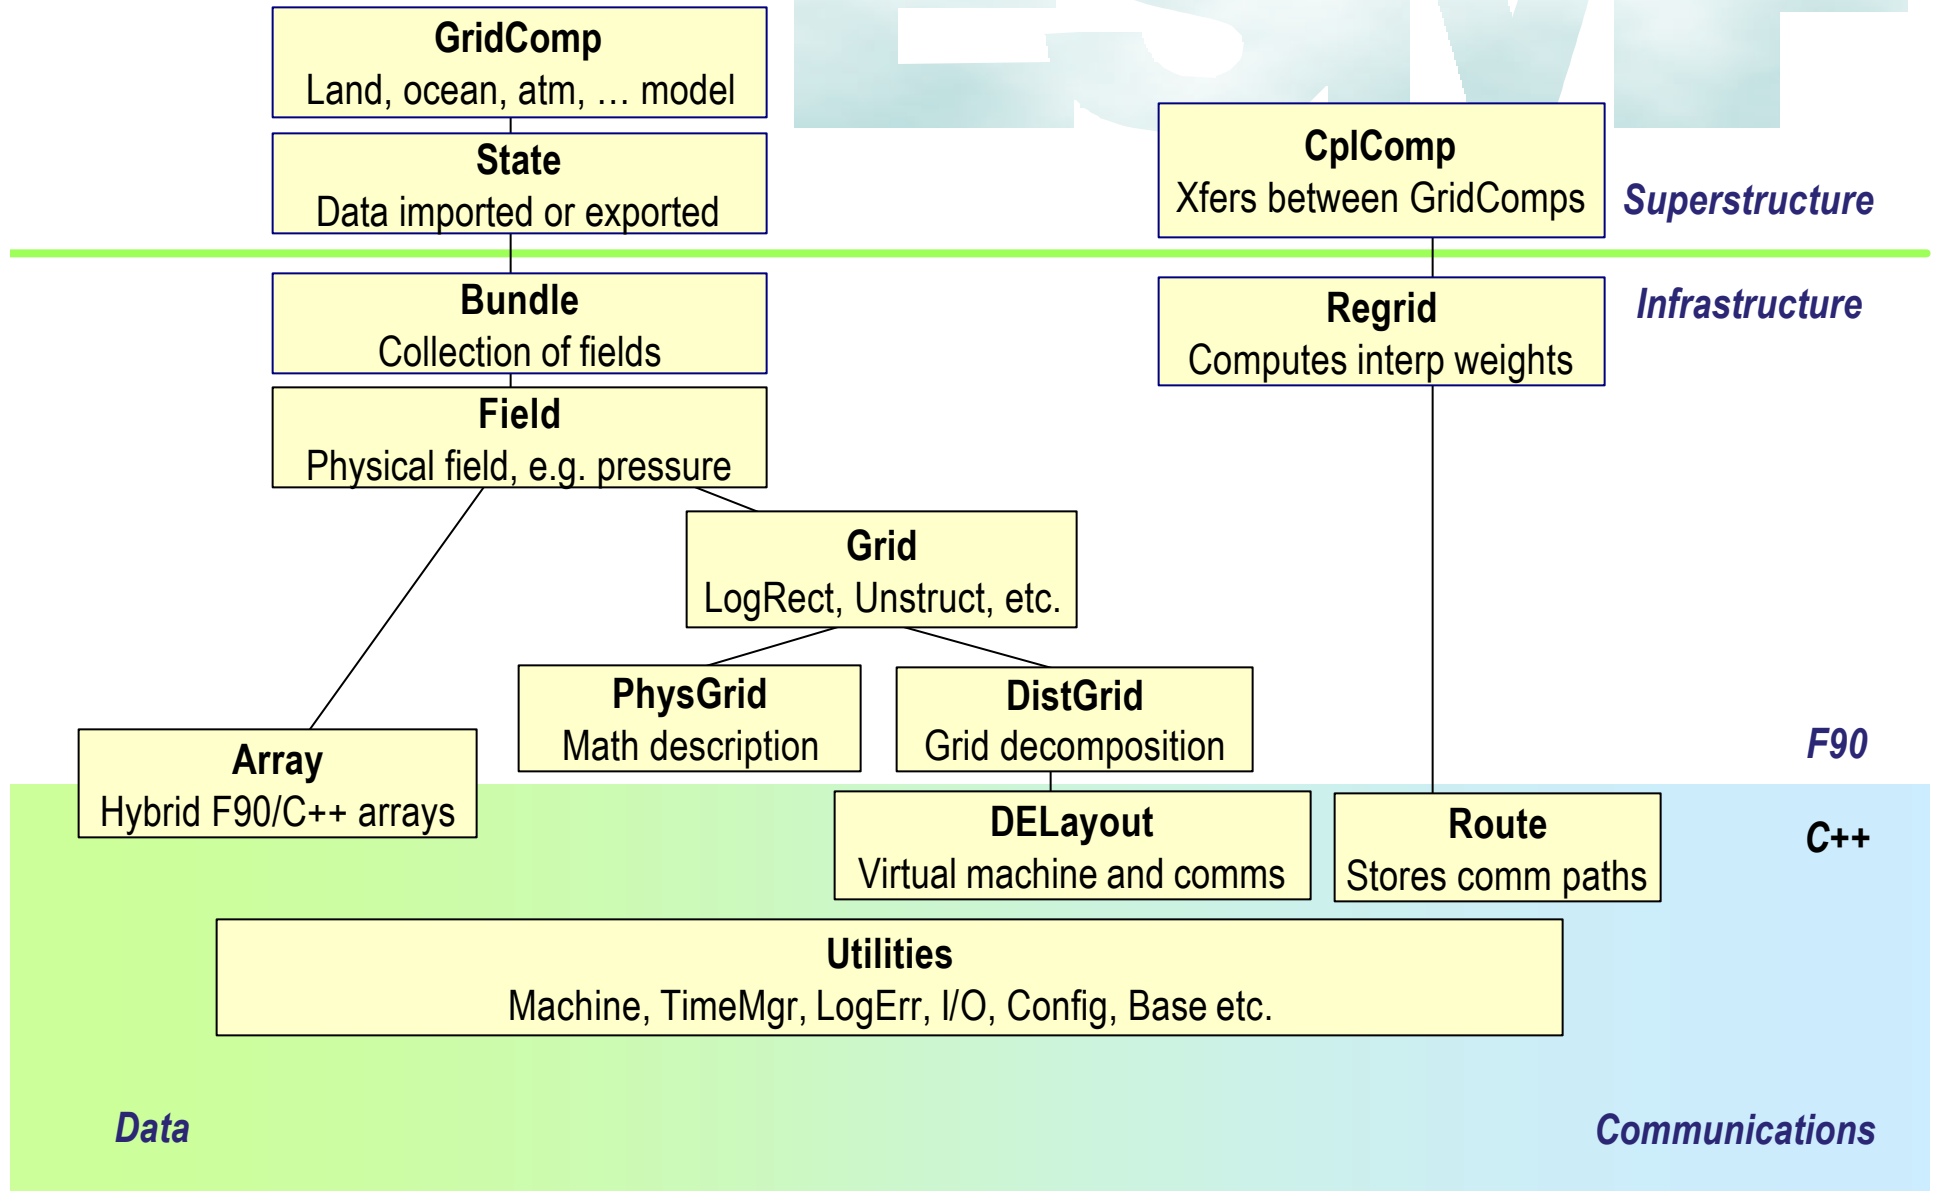 ESMF
GridComp
Land, ocean, atm, … model
State
Data imported or exported
CplComp
Xfers between GridComps
Superstructure
Bundle
Collection of fields
Regrid
Computes interp weights
Infrastructure
Field
Physical field, e.g. pressure
Grid
LogRect, Unstruct, etc.
PhysGrid
Math description
DistGrid
Grid decomposition
F90
Array
Hybrid F90/C++ arrays
DELayout
Virtual machine and comms
Route
Stores comm paths
C++
Utilities
Machine, TimeMgr, LogErr, I/O, Config, Base etc.
Data
Communications